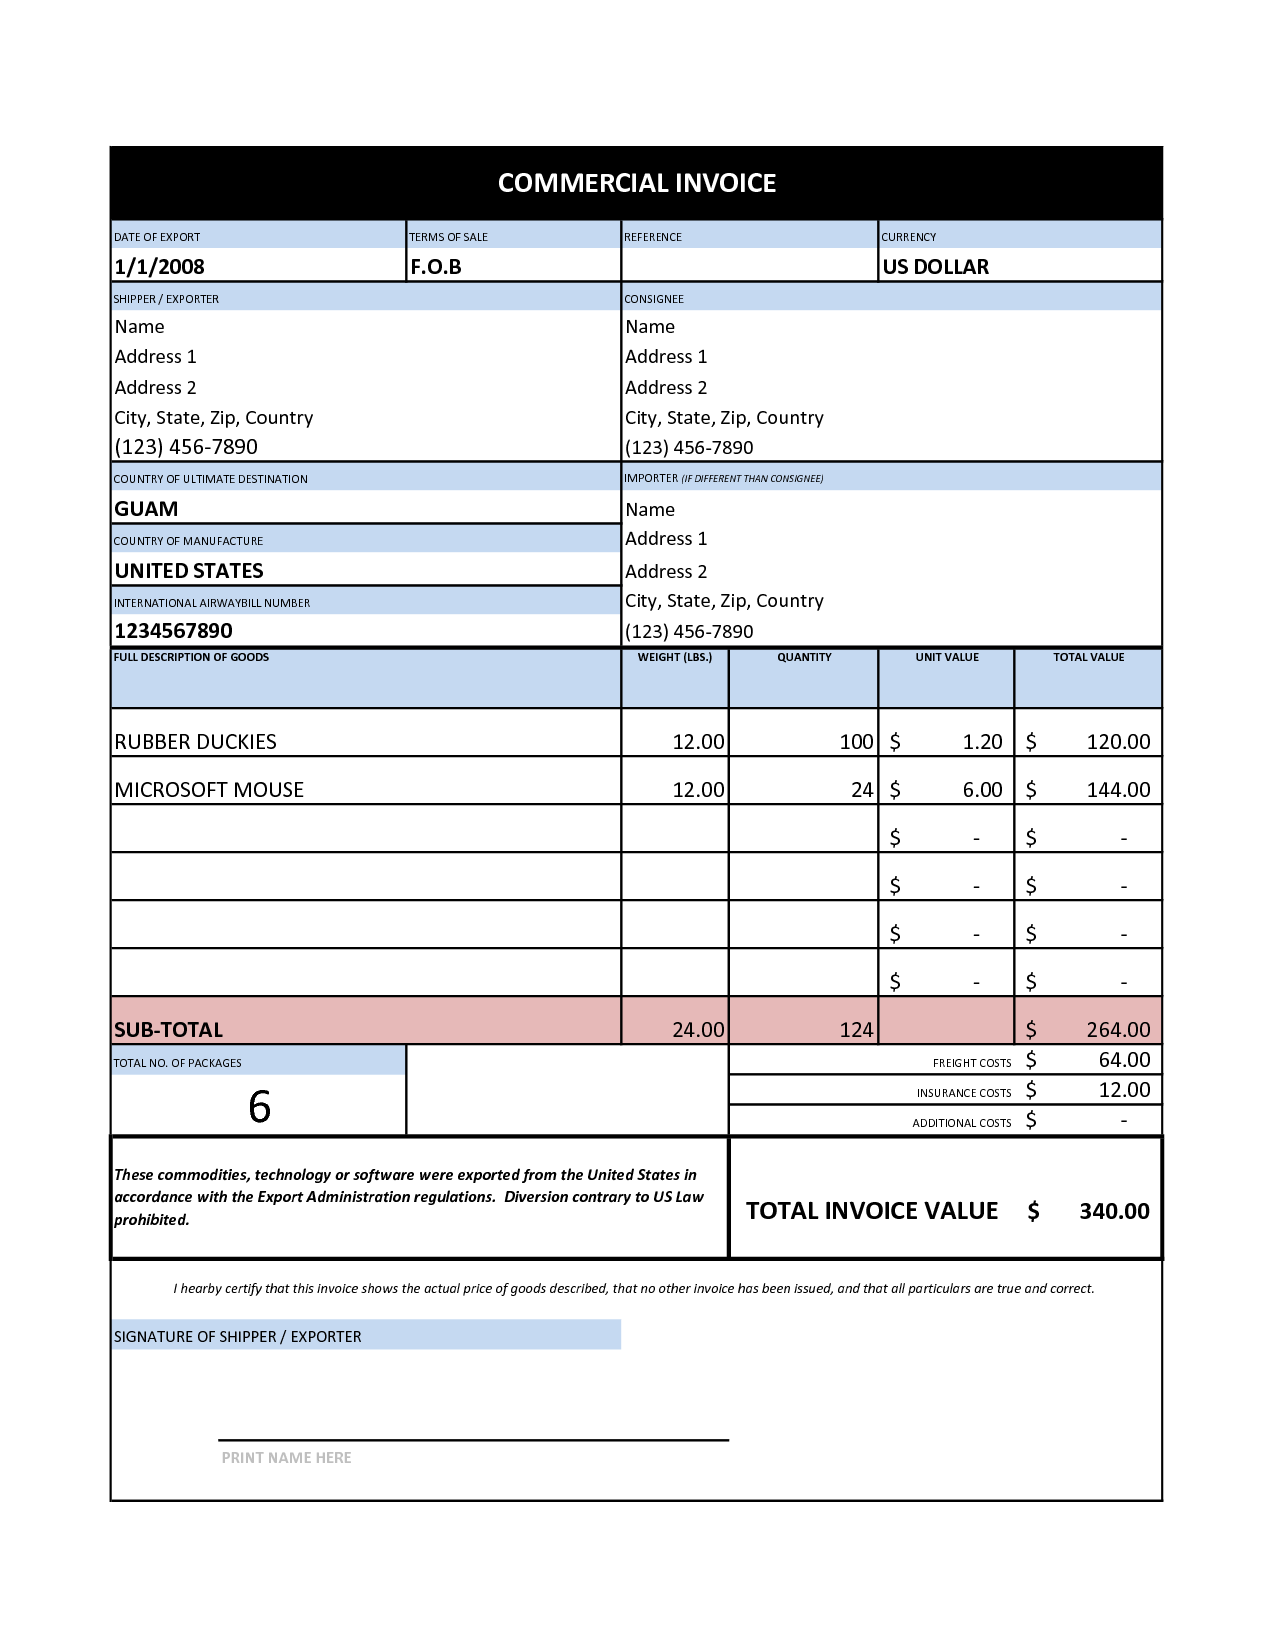 COMMERCIAL INVOICE
DATE OF EXPORT TERMS OF SALE REFERENCE CURRENCY
1/1/2008 F.O.B US DOLLAR
SHIPPER / EXPORTER CONSIGNEE
Name Name
Address 1 Address 1
Address 2 Address 2
City, State, Zip, Country City, State, Zip, Country
(123) 456-7890 (123) 456-7890
COUNTRY OF ULTIMATE DESTINATION IMPORTER (IF DIFFERENT THAN CONSIGNEE)
GUAM Name
COUNTRY OF MANUFACTURE Address 1
UNITED STATES Address 2
INTERNATIONAL AIRWAYBILL NUMBER City, State, Zip, Country
1234567890 (123) 456-7890
FULL DESCRIPTION OF GOODS WEIGHT (LBS.) QUANTITY UNIT VALUE TOTAL VALUE
RUBBER DUCKIES 12.00 100 $ 1.20 $ 120.00
MICROSOFT MOUSE 12.00 24 $ 6.00 $ 144.00
$ - $ -
$ - $ -
$ - $ -
$ - $ -
SUB-TOTAL 24.00 124 $ 264.00
TOTAL NO. OF PACKAGES FREIGHT COSTS $ 64.00
6 INSURANCE COSTS $ 12.00
ADDITIONAL COSTS $ -
These commodities, technology or software were exported from the United States in
accordance with the Export Administration regulations.  Diversion contrary to US Law
prohibited.
TOTAL INVOICE VALUE $ 340.00
I hearby certify that this invoice shows the actual price of goods described, that no other invoice has been issued, and that all particulars are true and correct.
SIGNATURE OF SHIPPER / EXPORTER
PRINT NAME HERE